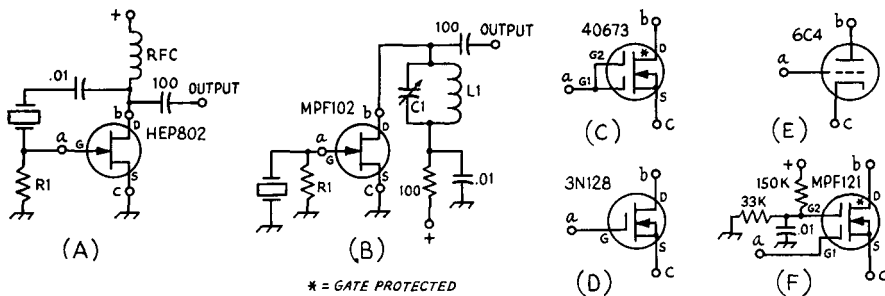 +
RFC
.01
100 OUTPUT
b
D
HEP802
a
G
S
R1
C
(A)
100 OUTPUT
C1
L1
MPF102
b
D
a
G
S
R1
C
100
.01
+
(B)
40673
b
D
*
G2
a
G1
S
C
(C)
3N128
b
D
a
G
S
C
(D)
6C4
b
a
C
(E)
+
b
150K
MPF121
D
33K
*
G2
.01
a
G1
S
C
(F)
* = GATE PROTECTED